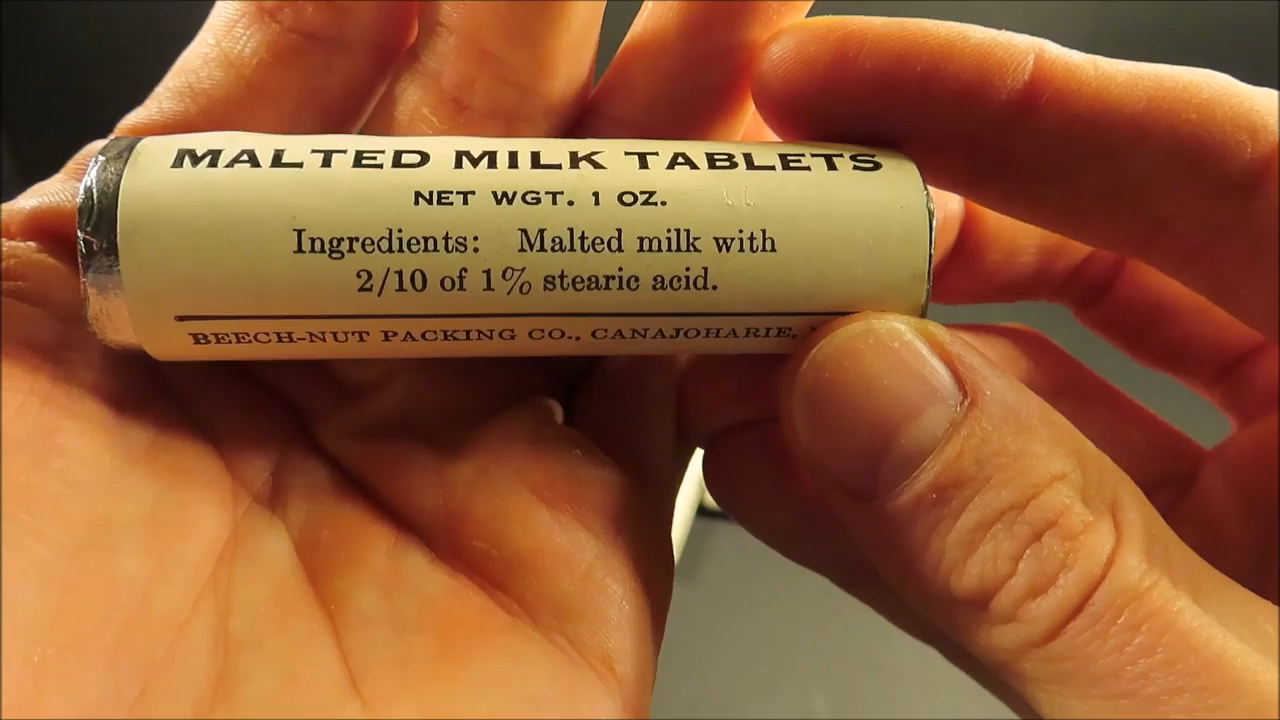 MALTED MILK TABLETS
NET WGT. 1 OZ.
Ingredients: Malted milk with
2/10 of 1% stearic acid.
BEECH-NUT PACKING CO., CANAJOHARIE,